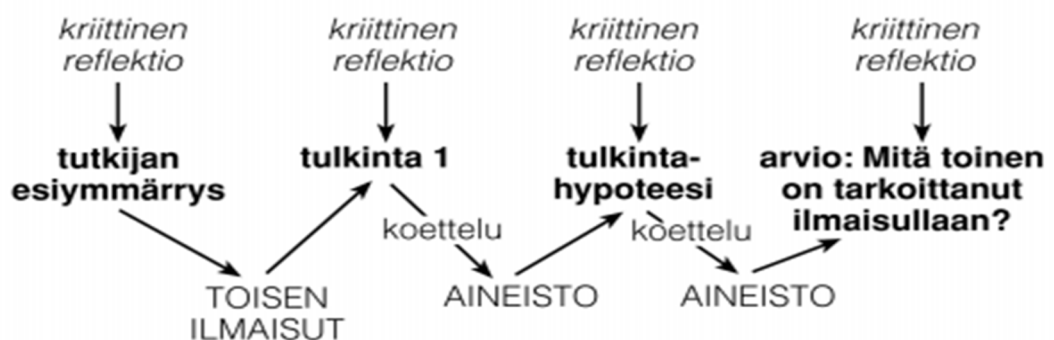 kriittinen
reflektio
kriittinen
reflektio
kriittinen
reflektio
kriittinen
reflektio
tutkijan
esiymmärrys
tulkinta 1
tulkinta-
hypoteesi
arvio: Mitä toinen
on tarkoittanut
ilmaisullaan?
koettelu
koettelu
TOISEN
ILMAISUT
AINEISTO
AINEISTO